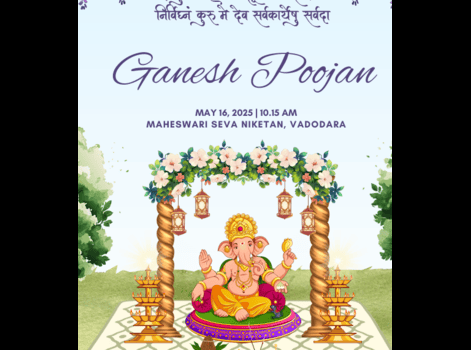 निर्विघ्नं कुरु मे देव सर्वकार्येषु सर्वदा
Ganesh Poojan
MAY 16, 2025 | 10.15 AM
MAHESWARI SEVA NIKETAN, VADODARA